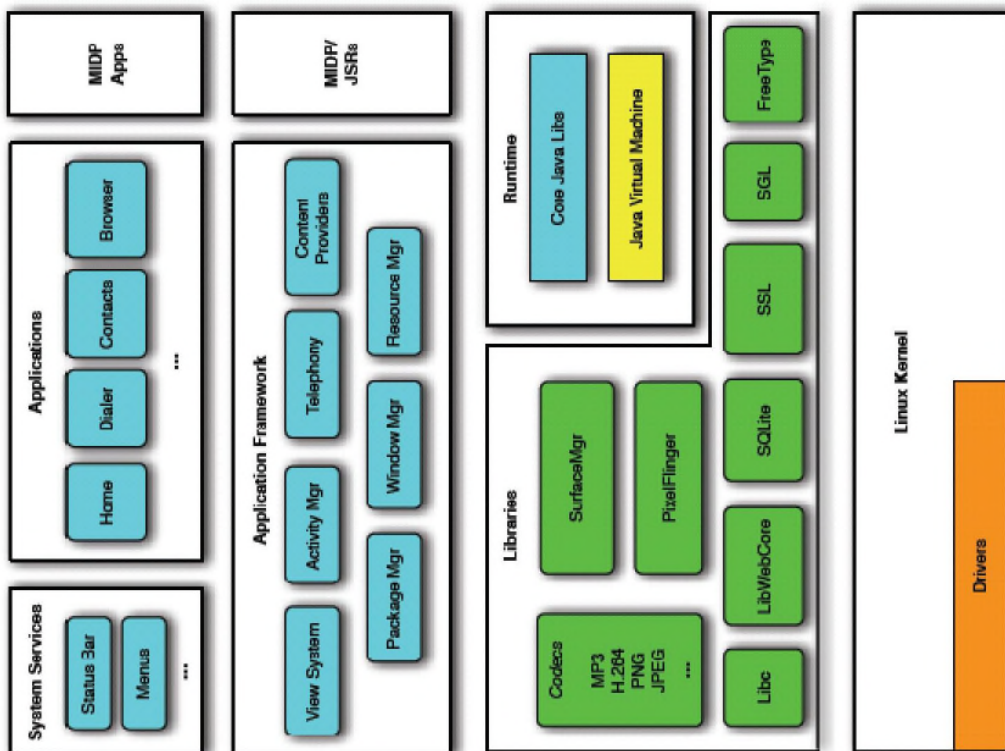 System Services
Status Bar
Menus
...
Applications
Home
Dialer
Contacts
Browser
...
MIDP
Apps
Application Framework
View System
Activity Mgr
Telephony
Content
Providers
Package Mgr
Window Mgr
Resource Mgr
MIDP/
JSRs
Libraries
Codecs
MP3
H.264
PNG
JPEG
...
SurfaceMgr
PixelFlinger
Libc
LibWebCore
SQLite
SSL
SGL
FreeType
Runtime
Core Java Libs
Java Virtual Machine
Linux Kernel
Drivers